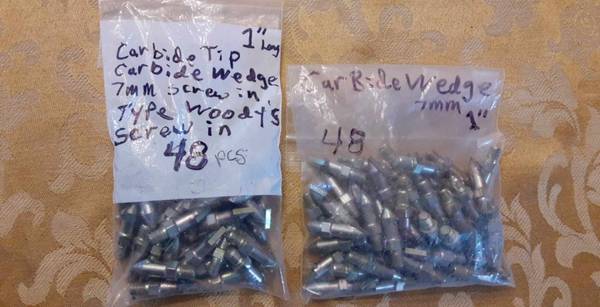 1" Long
Carbide Tip
Carbide Wedge
7mm screw in
Type Woody's
Screw in
48 pcs
CarBide Wedge
7mm
1"
48